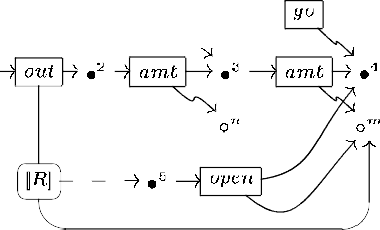 go
out •2 amt •3 amt •4
∘n ∘m
[[R]] •5 open